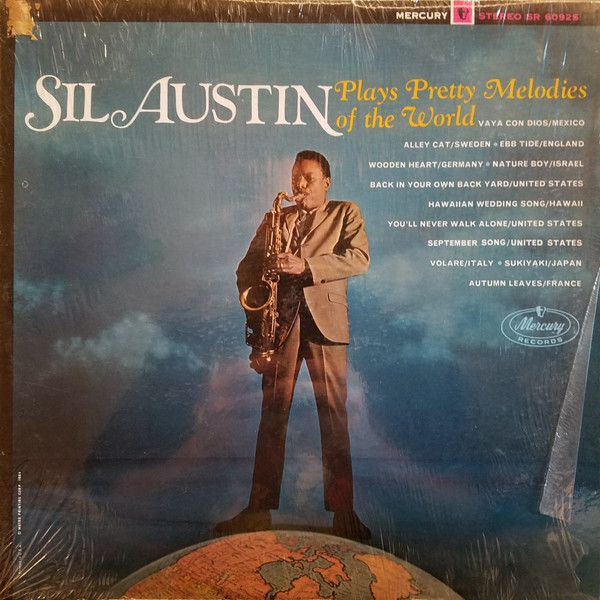 MERCURY STEREO SR 60925
SIL AUSTIN Plays Pretty Melodies
of the World
VAYA CON DIOS/MEXICO
ALLEY CAT/SWEDEN • EBB TIDE/ENGLAND
WOODEN HEART/GERMANY • NATURE BOY/ISRAEL
BACK IN YOUR OWN BACK YARD/UNITED STATES
HAWAIIAN WEDDING SONG/HAWAII
YOU'LL NEVER WALK ALONE/UNITED STATES
SEPTEMBER SONG/UNITED STATES
VOLARE/ITALY • SUKIYAKI/JAPAN
AUTUMN LEAVES/FRANCE
Mercury
RECORDS